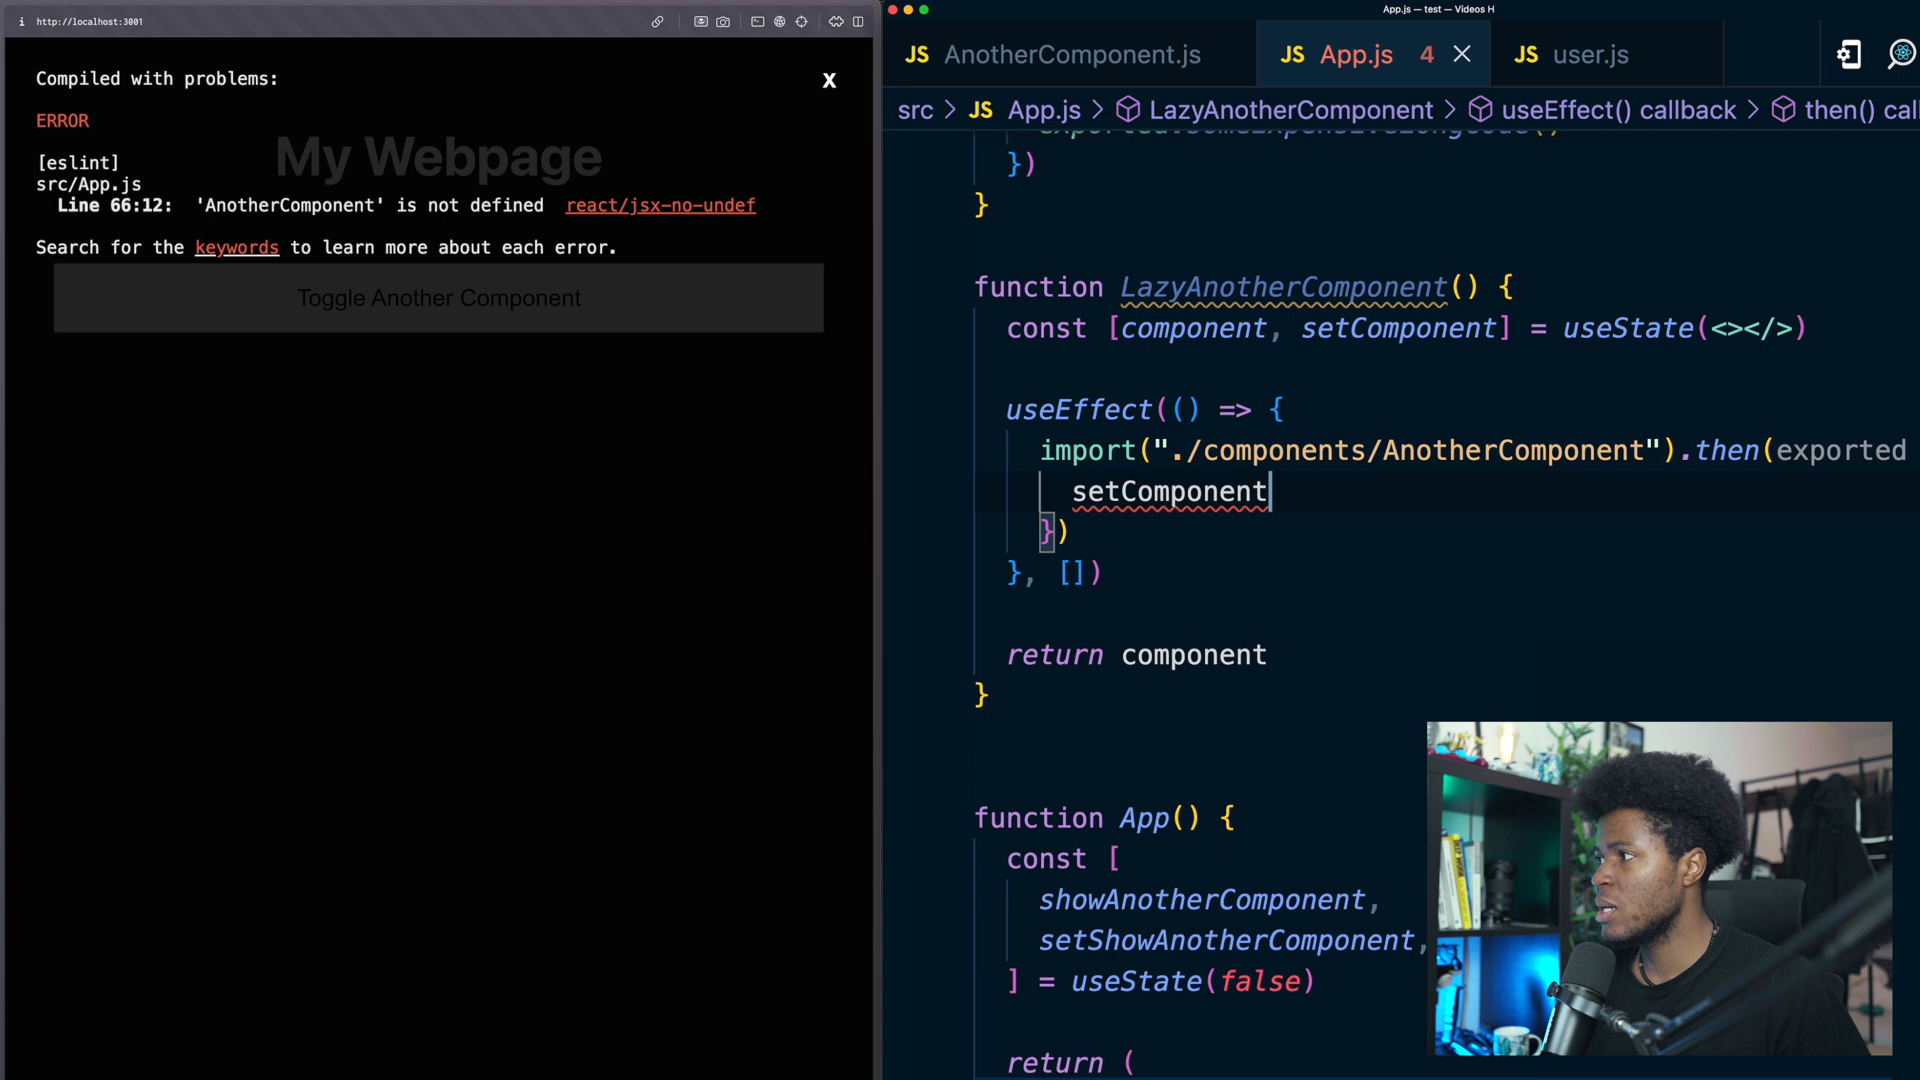 http://localhost:3001
Compiled with problems:
X
ERROR
My Webpage
[eslint]
src/App.js
Line 66:12: 'AnotherComponent' is not defined react/jsx-no-undef
Search for the keywords to learn more about each error.
Toggle Another Component
App.js — test — Videos H
JS AnotherComponent.js
JS App.js 4
JS user.js
src > JS App.js > LazyAnotherComponent > useEffect() callback > then() call
})
}
function LazyAnotherComponent() {
const [component, setComponent] = useState(<></>)
useEffect(() => {
import("./components/AnotherComponent").then(exported
setComponent
})
}, [])
return component
}
function App() {
const [
showAnotherComponent,
setShowAnotherComponent,
] = useState(false)
return (